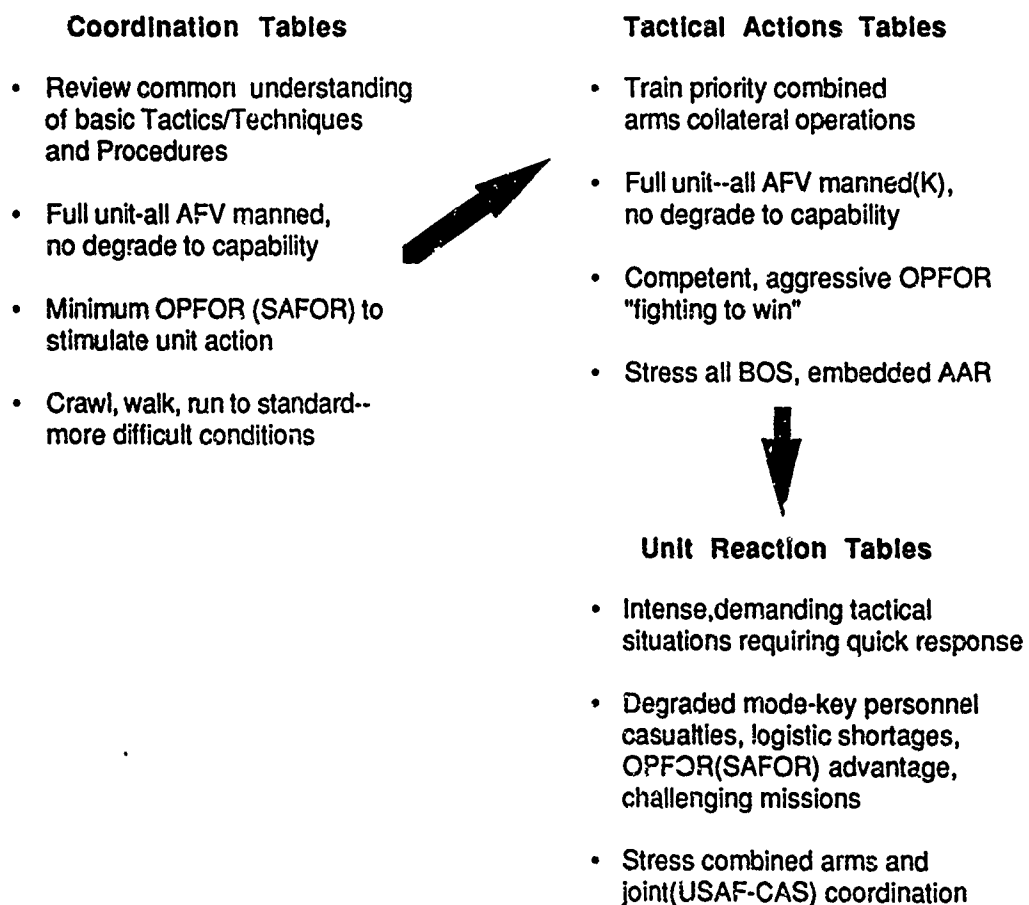 Coordination Tables
• Review common understanding
of basic Tactics/Techniques
and Procedures
• Full unit-all AFV manned,
no degrade to capability
• Minimum OPFOR (SAFOR) to
stimulate unit action
• Crawl, walk, run to standard--
more difficult conditions
Tactical Actions Tables
• Train priority combined
arms collateral operations
• Full unit--all AFV manned(K),
no degrade to capability
• Competent, aggressive OPFOR
"fighting to win"
• Stress all BOS, embedded AAR
Unit Reaction Tables
• Intense,demanding tactical
situations requiring quick response
• Degraded mode-key personnel
casualties, logistic shortages,
OPFOR(SAFOR) advantage,
challenging missions
• Stress combined arms and
joint(USAF-CAS) coordination